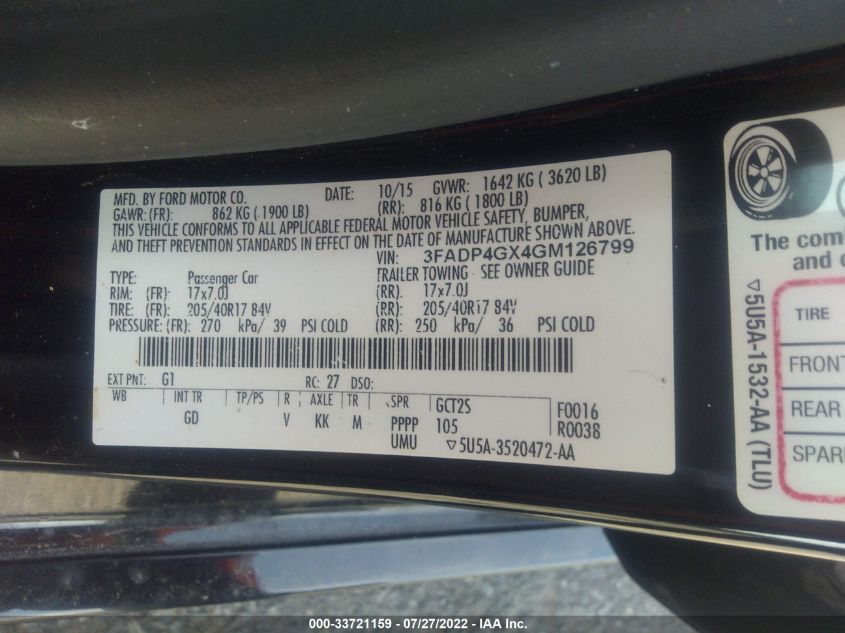 MFD. BY FORD MOTOR CO. DATE: 10/15 GVWR: 1642 KG ( 3620 LB)
GAWR: (FR): 862 KG ( 1900 LB) (RR): 816 KG ( 1800 LB)
THIS VEHICLE CONFORMS TO ALL APPLICABLE FEDERAL MOTOR VEHICLE SAFETY, BUMPER,
AND THEFT PREVENTION STANDARDS IN EFFECT ON THE DATE OF MANUFACTURE SHOWN ABOVE.
VIN: 3FADP4GX4GM126799
TYPE: Passenger Car TRAILER TOWING - SEE OWNER GUIDE
RIM: (FR): 17x7.0J (RR): 17x7.0J
TIRE: (FR): 205/40R17 84V (RR): 205/40R17 84V
PRESSURE: (FR): 270 kPa/ 39 PSI COLD (RR): 250 kPa/ 36 PSI COLD
EXT PNT: G1 RC: 27 DSO:
WB INT TR TP/PS R AXLE TR SPR GCT2S F0016
GD V KK M PPPP 105 R0038
UMU ▽5U5A-3520472-AA
▽5U5A-1532-AA (TLU)
The com
and
TIRE
FRONT
REAR
SPAR
000-33721159 - 07/27/2022 - IAA Inc.